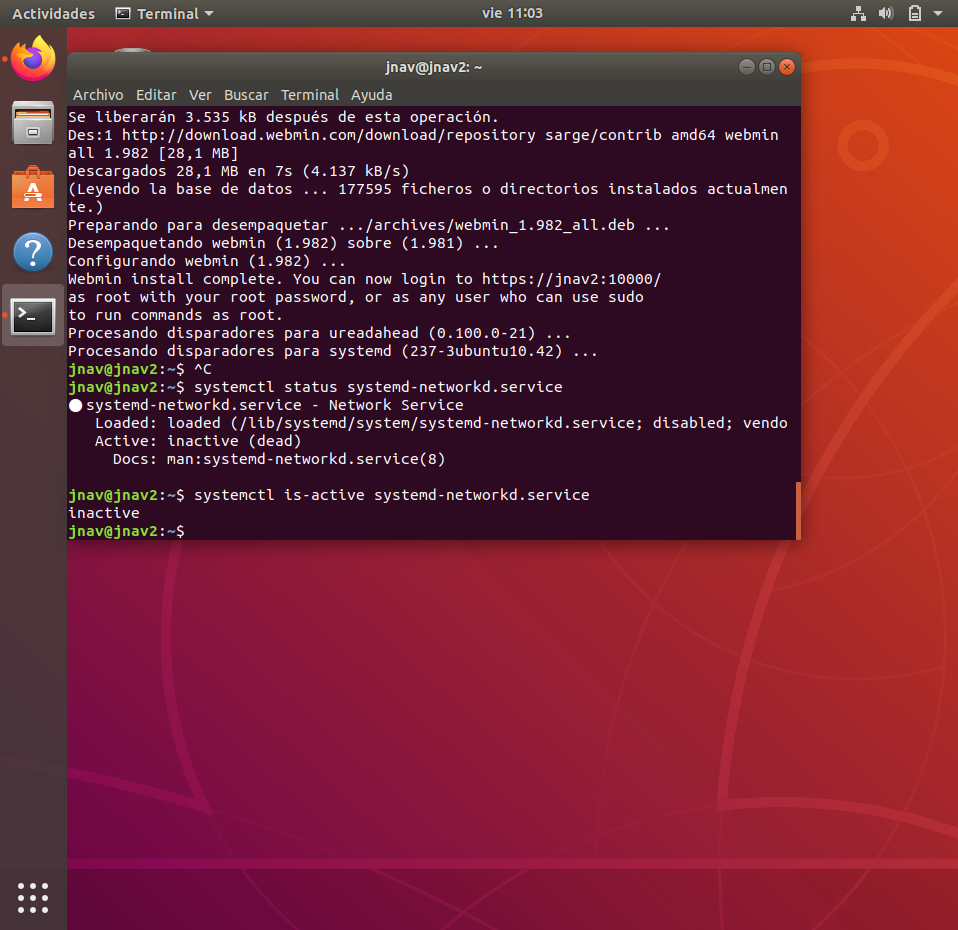 Actividades Terminal vie 11:03
jnav@jnav2: ~
Archivo Editar Ver Buscar Terminal Ayuda
Se liberarán 3.535 kB después de esta operación.
Des:1 http://download.webmin.com/download/repository sarge/contrib amd64 webmin
all 1.982 [28,1 MB]
Descargados 28,1 MB en 7s (4.137 kB/s)
(Leyendo la base de datos ... 177595 ficheros o directorios instalados actualmen
te.)
Preparando para desempaquetar .../archives/webmin_1.982_all.deb ...
Desempaquetando webmin (1.982) sobre (1.981) ...
Configurando webmin (1.982) ...
Webmin install complete. You can now login to https://jnav2:10000/
as root with your root password, or as any user who can use sudo
to run commands as root.
Procesando disparadores para ureadahead (0.100.0-21) ...
Procesando disparadores para systemd (237-3ubuntu10.42) ...
jnav@jnav2:~$ ^C
jnav@jnav2:~$ systemctl status systemd-networkd.service
● systemd-networkd.service - Network Service
Loaded: loaded (/lib/systemd/system/systemd-networkd.service; disabled; vendo
Active: inactive (dead)
Docs: man:systemd-networkd.service(8)
jnav@jnav2:~$ systemctl is-active systemd-networkd.service
inactive
jnav@jnav2:~$